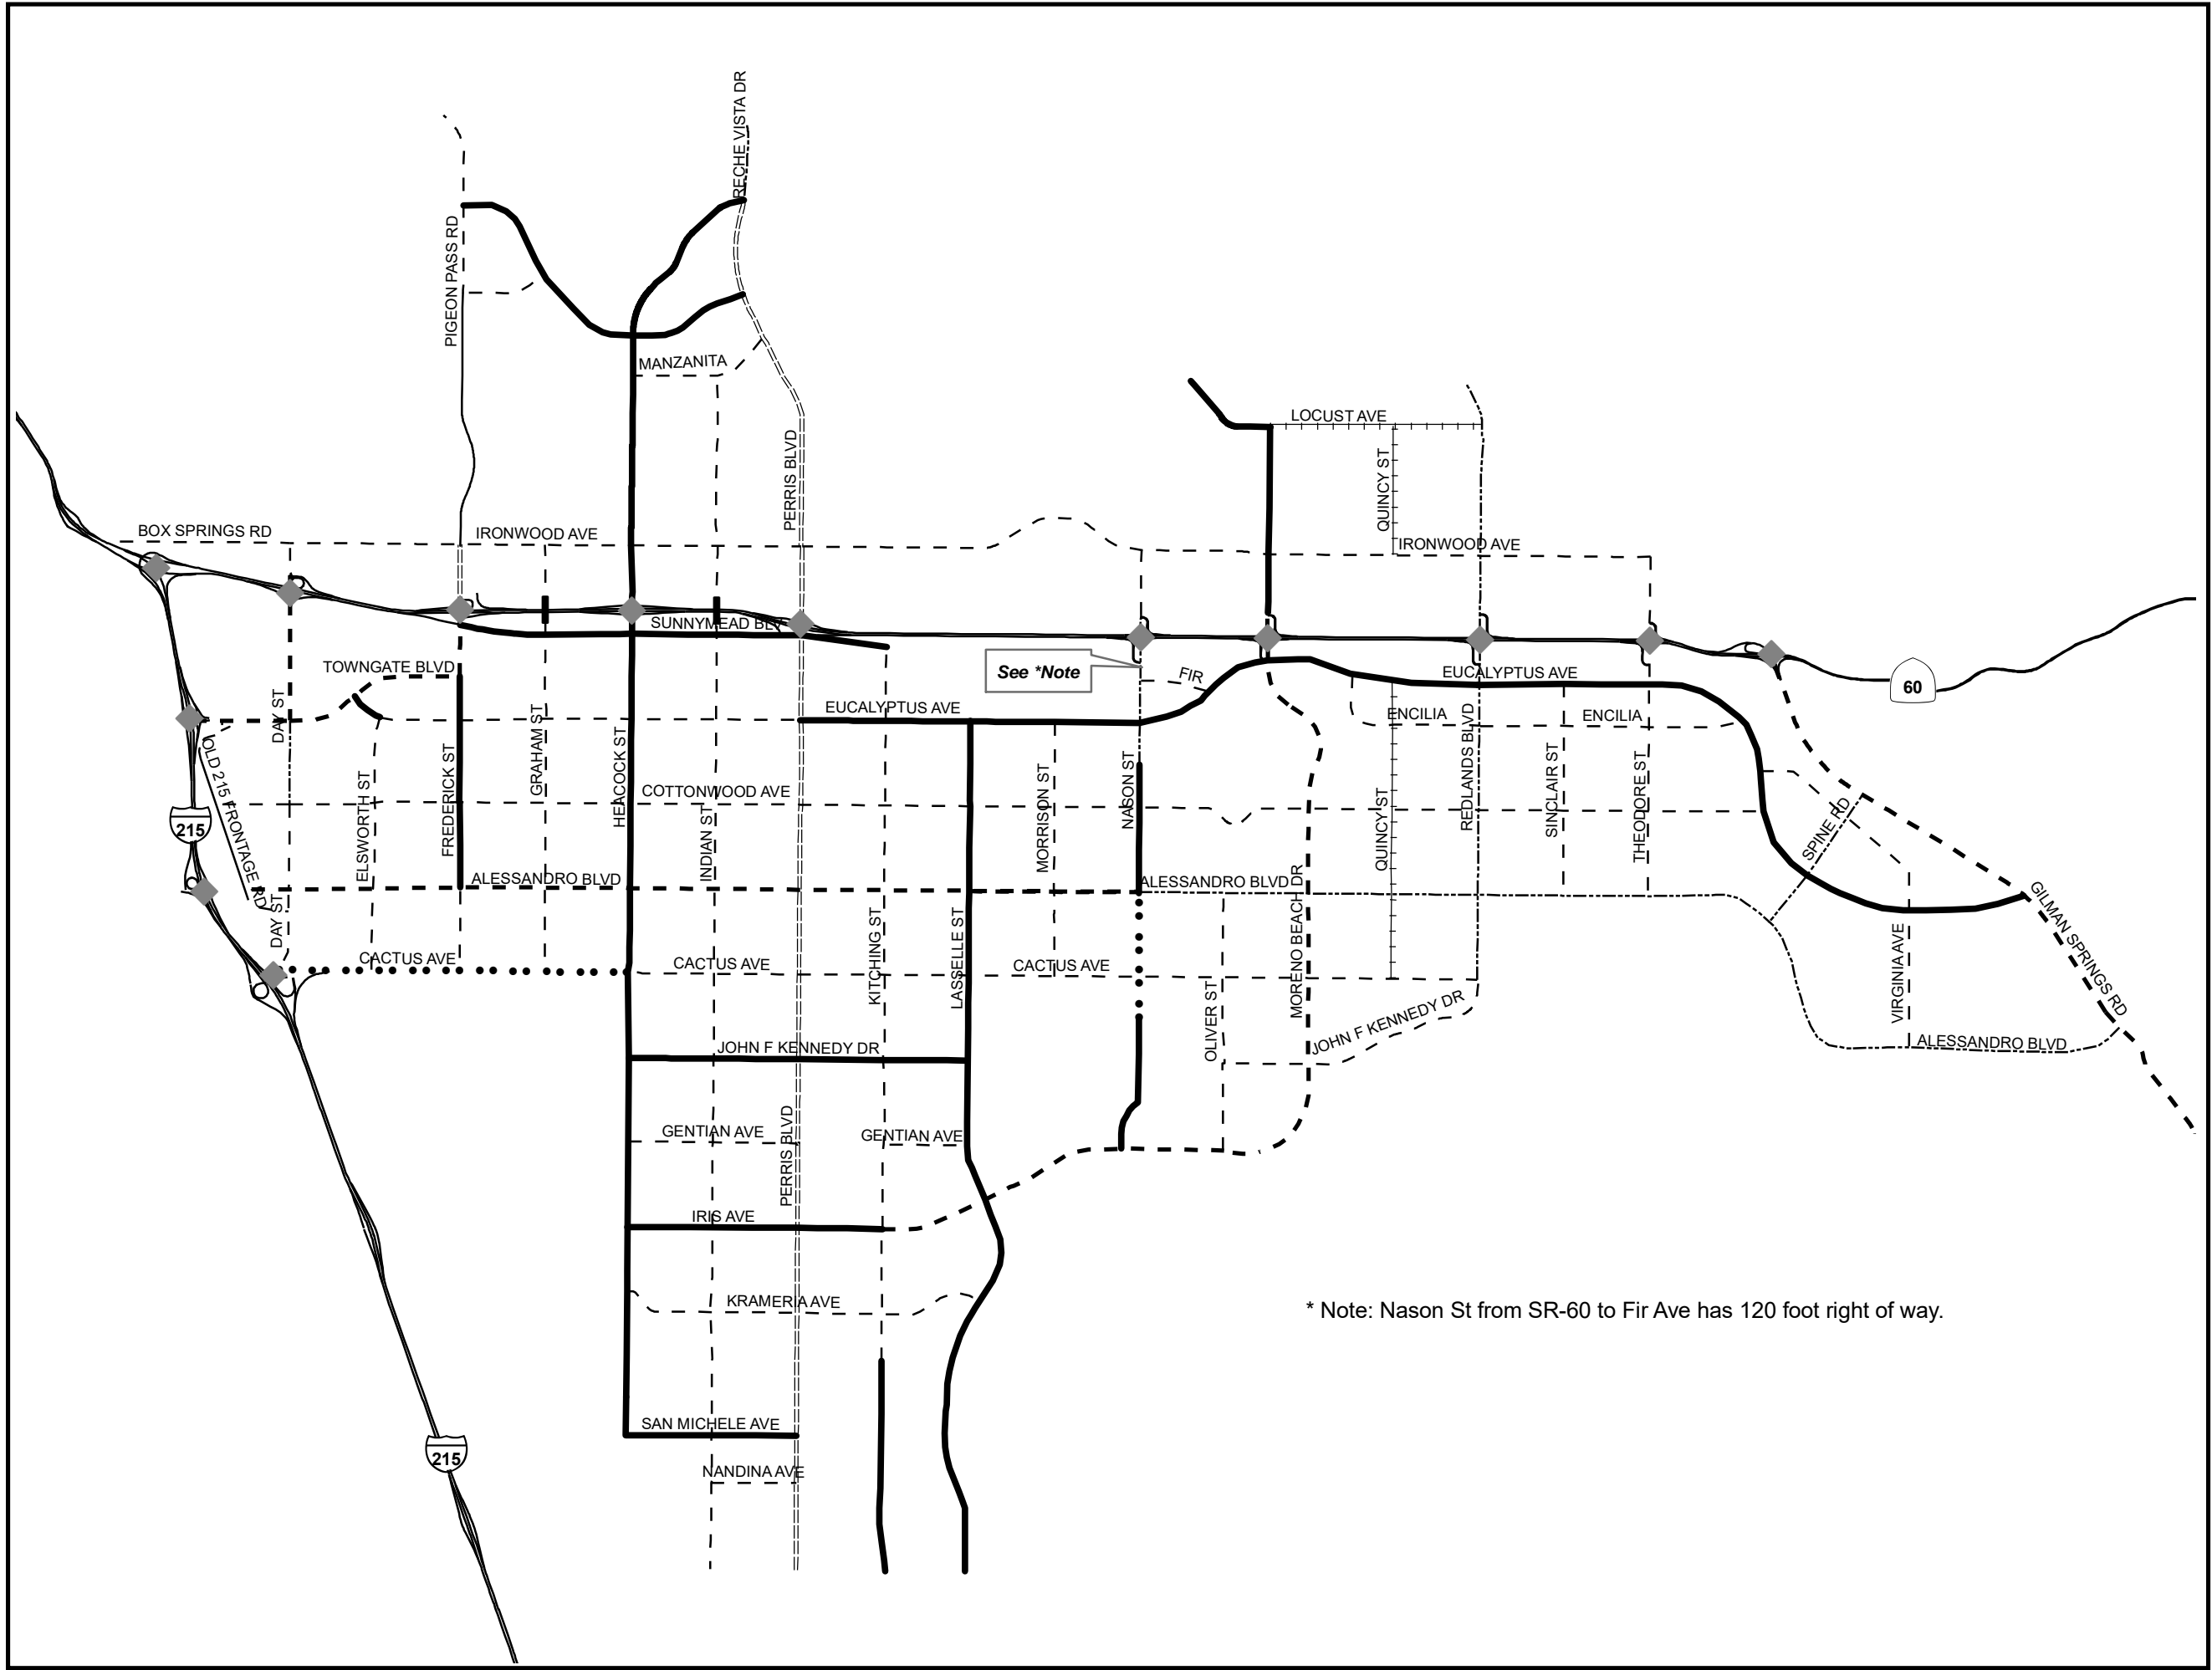 RECHE VISTA DR
PIGEON PASS RD
MANZANITA
LOCUST AVE
PERRIS BLVD
QUINCY ST
BOX SPRINGS RD
IRONWOOD AVE
IRONWOOD AVE
SUNNYMEAD BLV
TOWNGATE BLVD
See *Note
FIR
EUCALYPTUS AVE
60
DAY ST
EUCALYPTUS AVE
ENCILIA
ENCILIA
OLD 215 FRONTAGE RD
FREDERICK ST
GRAHAM ST
HEACOCK ST
REDLANDS BLVD
ELSWORTH ST
COTTONWOOD AVE
INDIAN ST
MORRISON ST
NASON ST
QUINCY ST
SINCLAIR ST
THEODORE ST
SPINE RD
215
ALESSANDRO BLVD
ALESSANDRO BLVD
MORENO BEACH DR
GILMAN SPRINGS RD
DAY ST
CACTUS AVE
CACTUS AVE
KITCHING ST
LASSELLE ST
CACTUS AVE
OLIVER ST
JOHN F KENNEDY DR
VIRGINIA AVE
ALESSANDRO BLVD
JOHN F KENNEDY DR
GENTIAN AVE
PERRIS BLVD
GENTIAN AVE
IRIS AVE
KRAMERIA AVE
* Note: Nason St from SR-60 to Fir Ave has 120 foot right of way.
SAN MICHELE AVE
215
NANDINA AVE